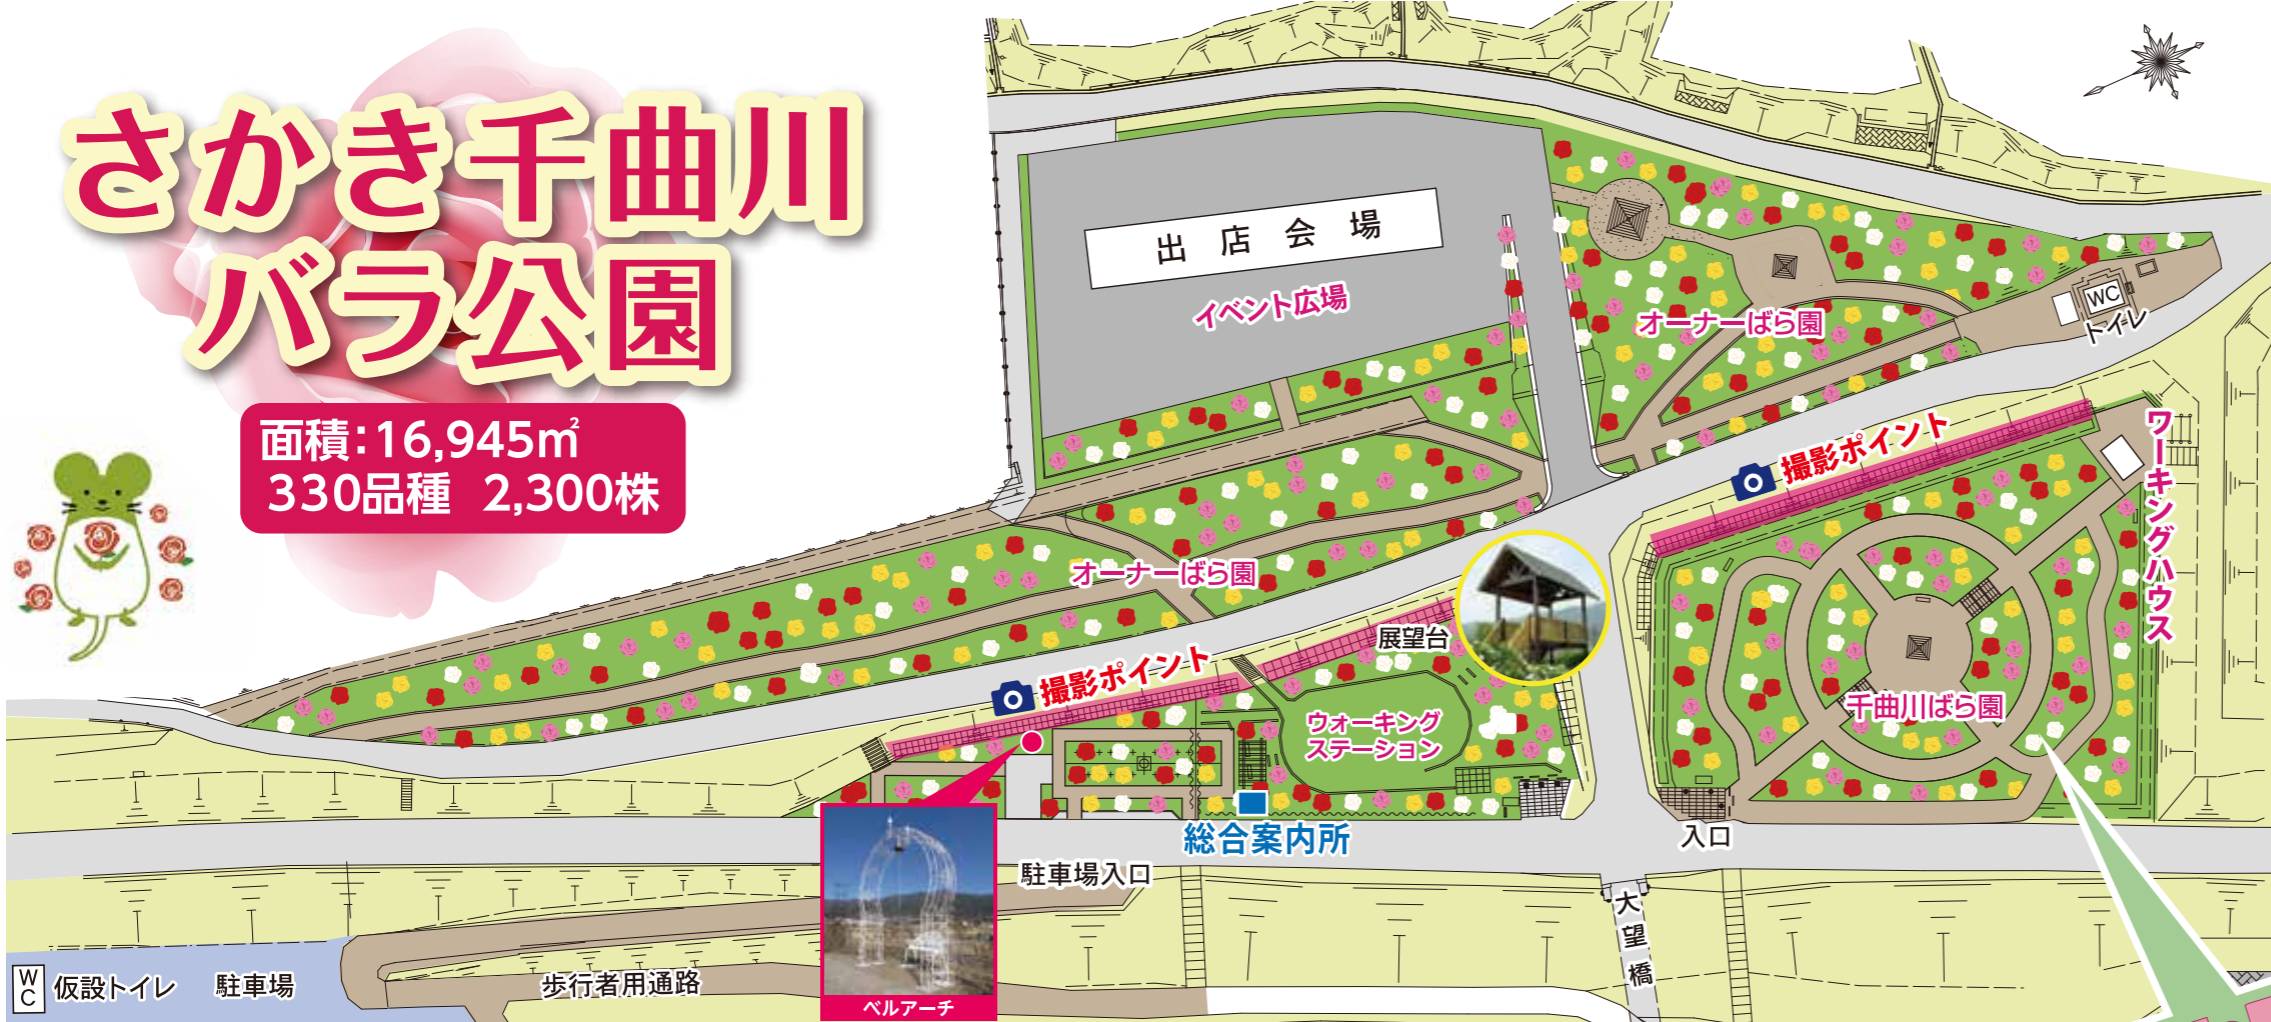 さかき千曲川
バラ公園
面積：16,945㎡
330品種 2,300株
出店会場
イベント広場
オーナーばら園
WC
トイレ
撮影ポイント
ワーキングハウス
オーナーばら園
展望台
撮影ポイント
ウォーキング
ステーション
千曲川ばら園
総合案内所
入口
駐車場入口
大望橋
WC
仮設トイレ
駐車場
歩行者用通路
ベルアーチ